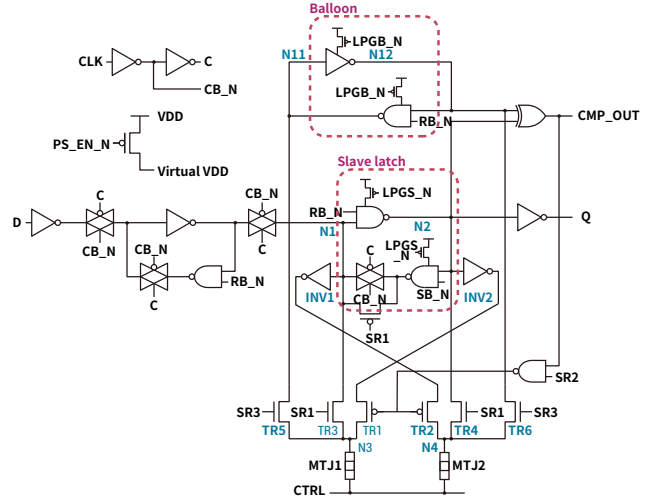 Balloon
LPGB_N
N11
N12
CLK
C
CB_N
LPGB_N
RB_N
CMP_OUT
VDD
PS_EN_N
Virtual VDD
Slave latch
C
CB_N
LPGS_N
D
RB_N
N1
N2
Q
CB_N
C
CB_N
C
LPGS
_N
RB_N
C
INV1
CB_N
SB_N
INV2
SR1
SR2
SR3
SR1
SR1
SR3
TR5
TR3
TR1
TR2
TR4
TR6
N3
N4
MTJ1
MTJ2
CTRL